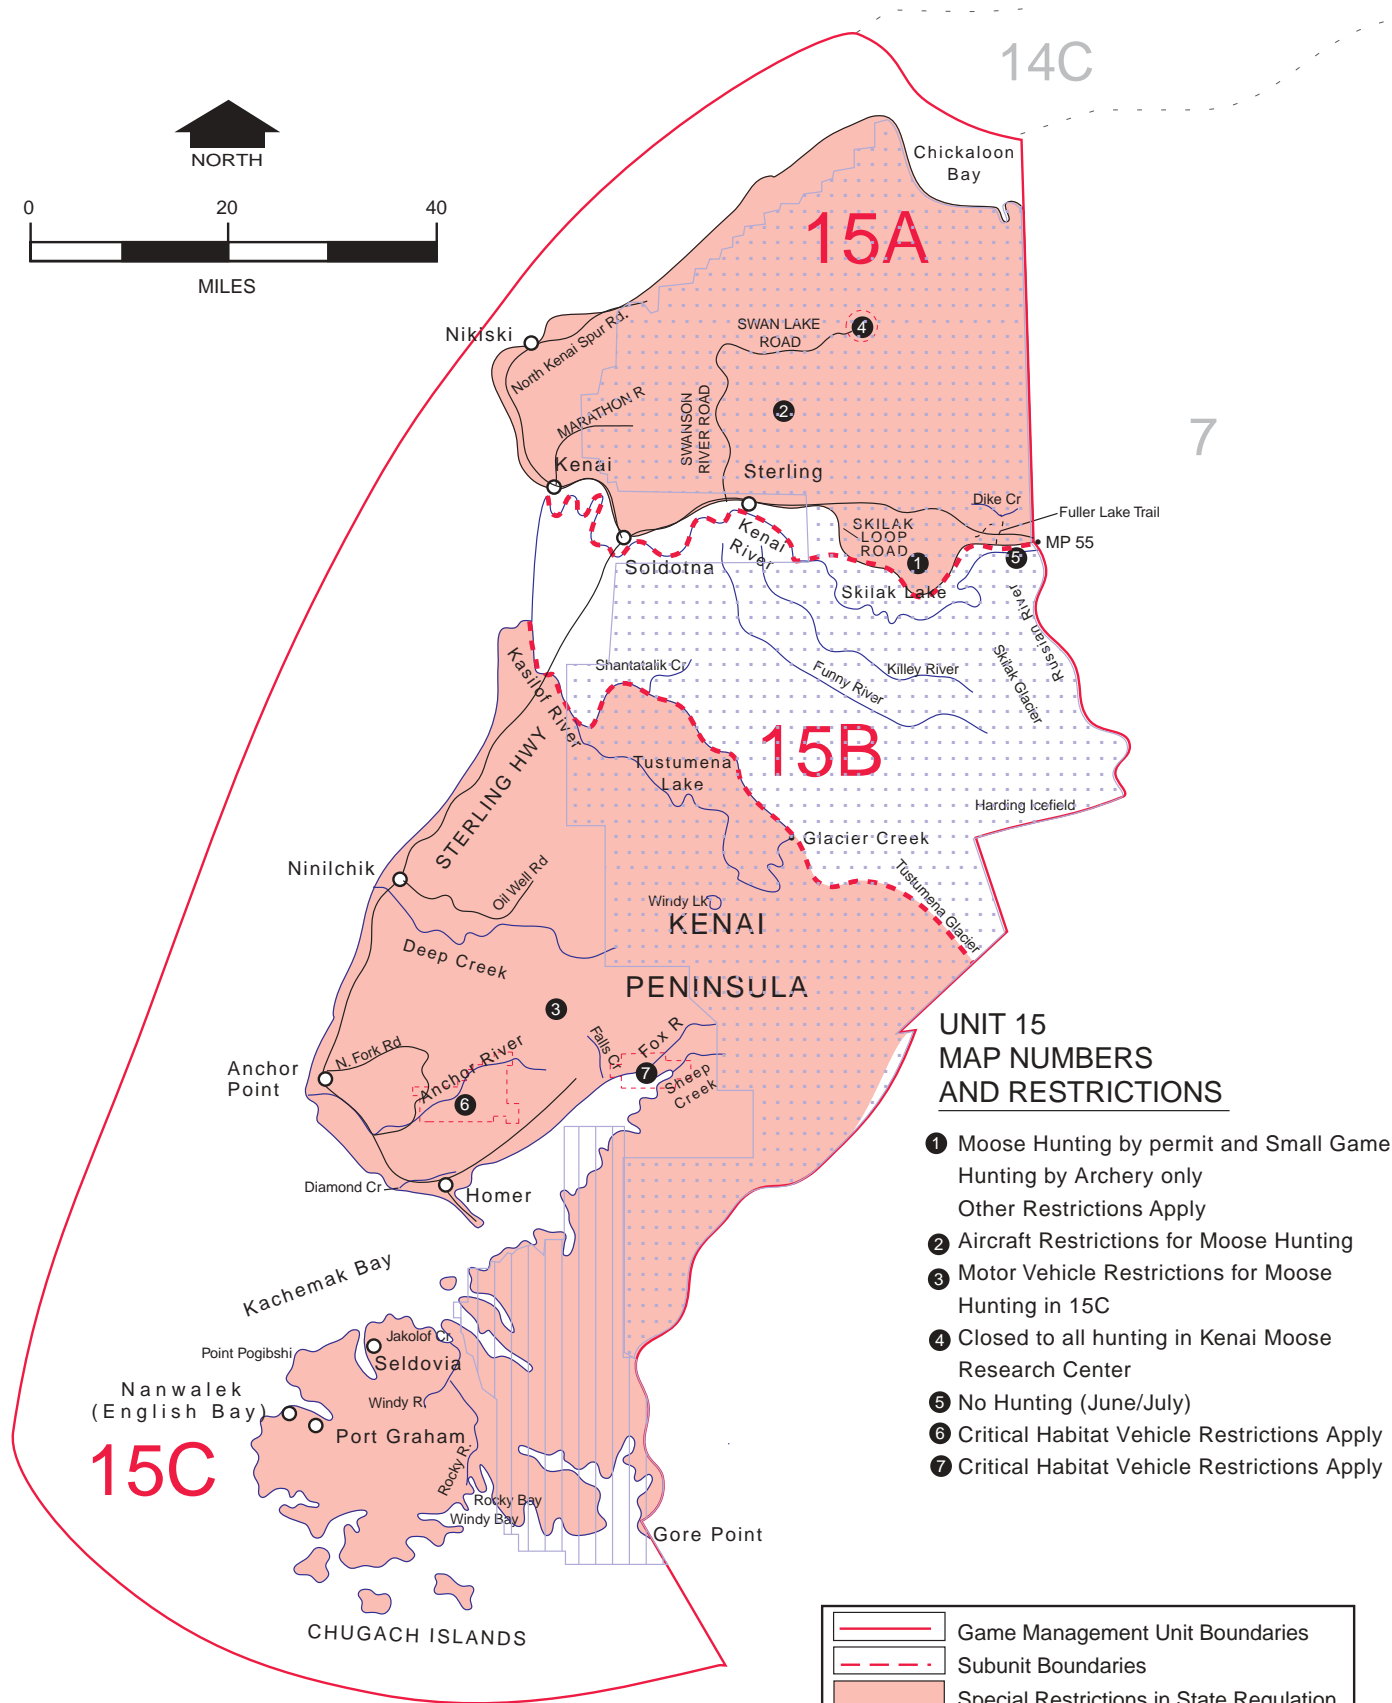 14C
NORTH
0 20 40
MILES
Chickaloon
Bay
15A
Nikiski
North Kenai Spur Rd.
SWAN LAKE
ROAD
4
MARATHON R
SWANSON
RIVER ROAD
2
7
Kenai
Sterling
Dike Cr
Fuller Lake Trail
SKILAK
LOOP
ROAD
MP 55
Kenai
River
5
1
Soldotna
Skilak Lake
Russian River
Kasilof River
Shantatalik Cr
Funny River
Killey River
Skilak Glacier
15B
STERLING HWY
Tustumena
Lake
Harding Icefield
Glacier Creek
Ninilchik
Oil Well Rd
Tustumena Glacier
Windy Lk
KENAI
Deep Creek
PENINSULA
3
Anchor
Point
N. Fork Rd
Anchor River
Falls Cr
Fox R
7
Sheep
Creek
6
Diamond Cr
Homer
Kachemak Bay
Jakolof Cr
Point Pogibshi
Seldovia
Nanwalek
(English Bay)
Windy R.
Port Graham
15C
Rocky R.
Rocky Bay
Windy Bay
Gore Point
CHUGACH ISLANDS
UNIT 15
MAP NUMBERS
AND RESTRICTIONS
1 Moose Hunting by permit and Small Game
Hunting by Archery only
Other Restrictions Apply
2 Aircraft Restrictions for Moose Hunting
3 Motor Vehicle Restrictions for Moose
Hunting in 15C
4 Closed to all hunting in Kenai Moose
Research Center
5 No Hunting (June/July)
6 Critical Habitat Vehicle Restrictions Apply
7 Critical Habitat Vehicle Restrictions Apply
Game Management Unit Boundaries
Subunit Boundaries
Special Restrictions in State Regulation